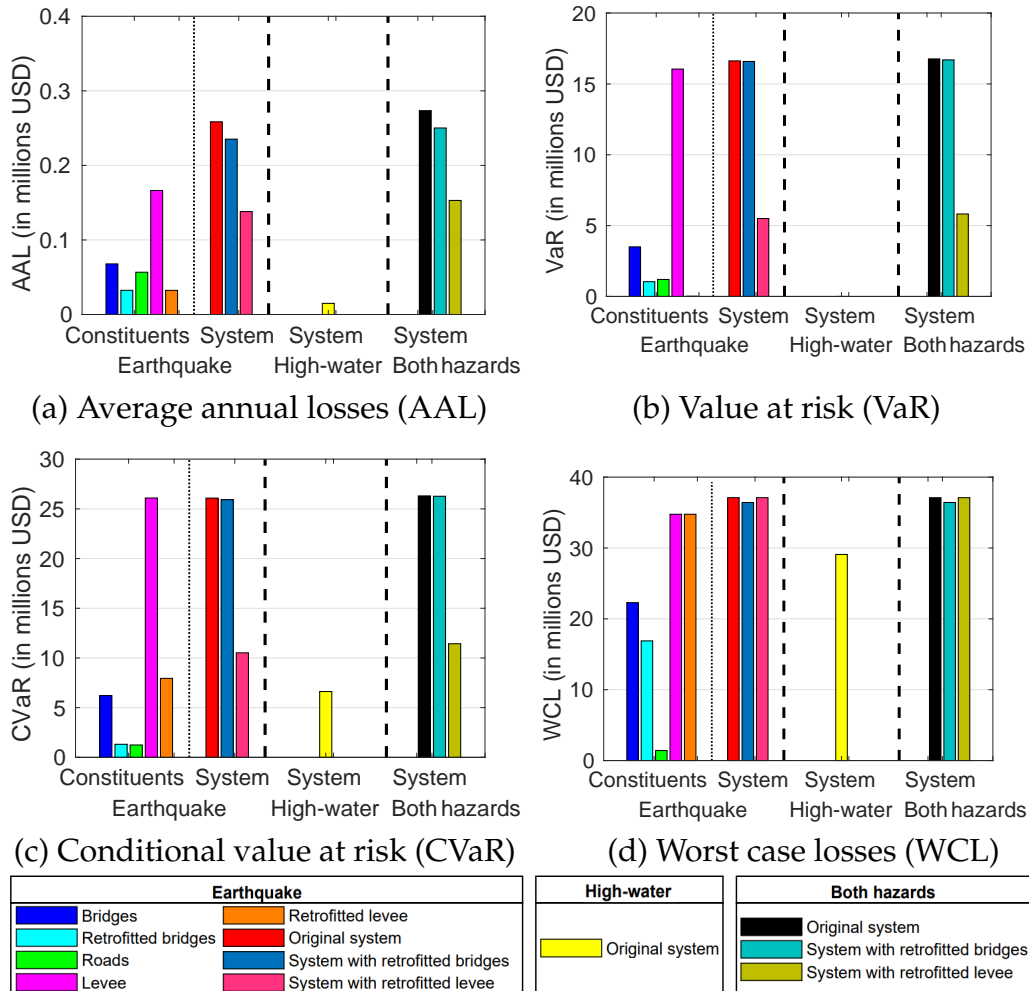 AAL (in millions USD)
0.4
0.3
0.2
0.1
0
Constituents System System System
Earthquake High-water Both hazards
(a) Average annual losses (AAL)
VaR (in millions USD)
20
15
10
5
0
Constituents System System System
Earthquake High-water Both hazards
(b) Value at risk (VaR)
CVaR (in millions USD)
30
25
20
15
10
5
0
Constituents System System System
Earthquake High-water Both hazards
(c) Conditional value at risk (CVaR)
WCL (in millions USD)
40
30
20
10
0
Constituents System System System
Earthquake High-water Both hazards
(d) Worst case losses (WCL)
Earthquake
Bridges
Retrofitted bridges
Roads
Levee
Retrofitted levee
Original system
System with retrofitted bridges
System with retrofitted levee
High-water
Original system
Both hazards
Original system
System with retrofitted bridges
System with retrofitted levee